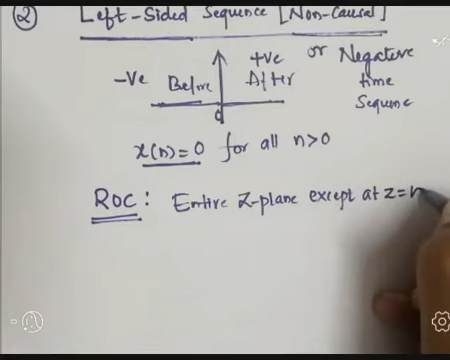 ② Left-Sided Sequence [Non-Causal]
-Ve Before +Ve After or Negative time Sequence
0
x(n)=0 for all n>0
ROC: Entire Z-plane except at z=